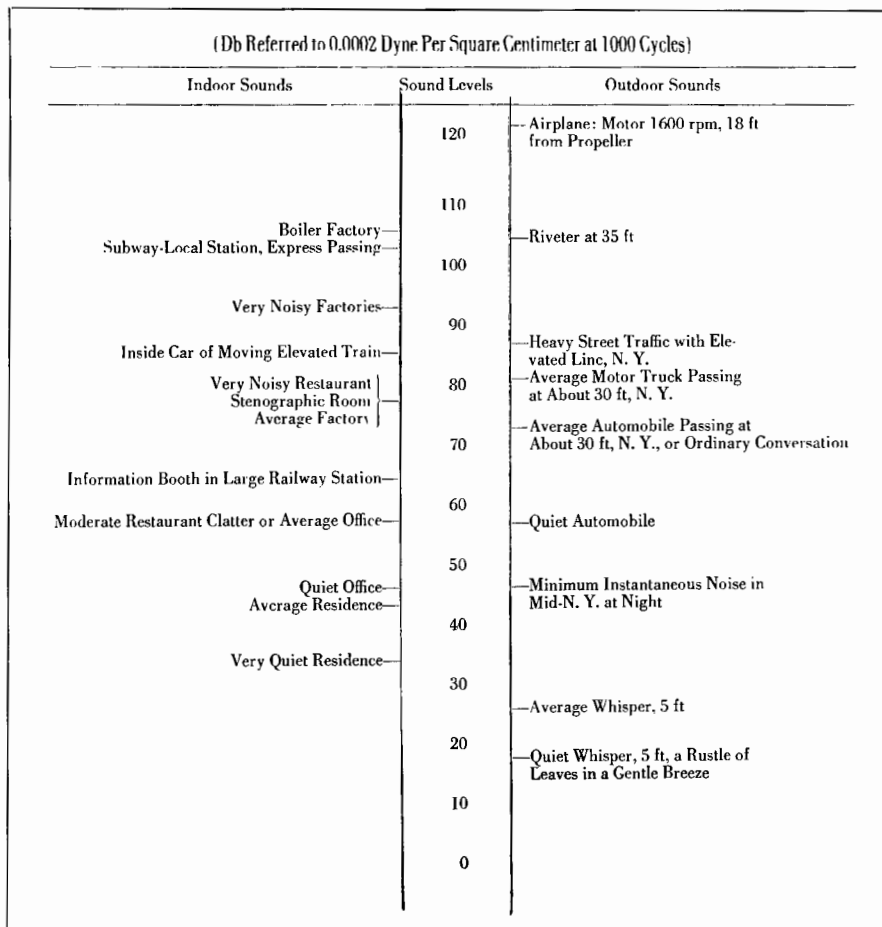 (Db Referred to 0.0002 Dyne Per Square Centimeter at 1000 Cycles)
Indoor Sounds Sound Levels Outdoor Sounds
120 Airplane: Motor 1600 rpm, 18 ft
from Propeller
110
Boiler Factory
Riveter at 35 ft
Subway-Local Station, Express Passing
100
Very Noisy Factories
90
Heavy Street Traffic with Ele-
Inside Car of Moving Elevated Train
vated Line, N. Y.
Very Noisy Restaurant 80 Average Motor Truck Passing
Stenographic Room at About 30 ft, N. Y.
Average Factory Average Automobile Passing at
70 About 30 ft, N. Y., or Ordinary Conversation
Information Booth in Large Railway Station
60
Moderate Restaurant Clatter or Average Office Quiet Automobile
50
Quiet Office Minimum Instantaneous Noise in
Average Residence Mid-N. Y. at Night
40
Very Quiet Residence
30
Average Whisper, 5 ft
20
Quiet Whisper, 5 ft, a Rustle of
Leaves in a Gentle Breeze
10
0